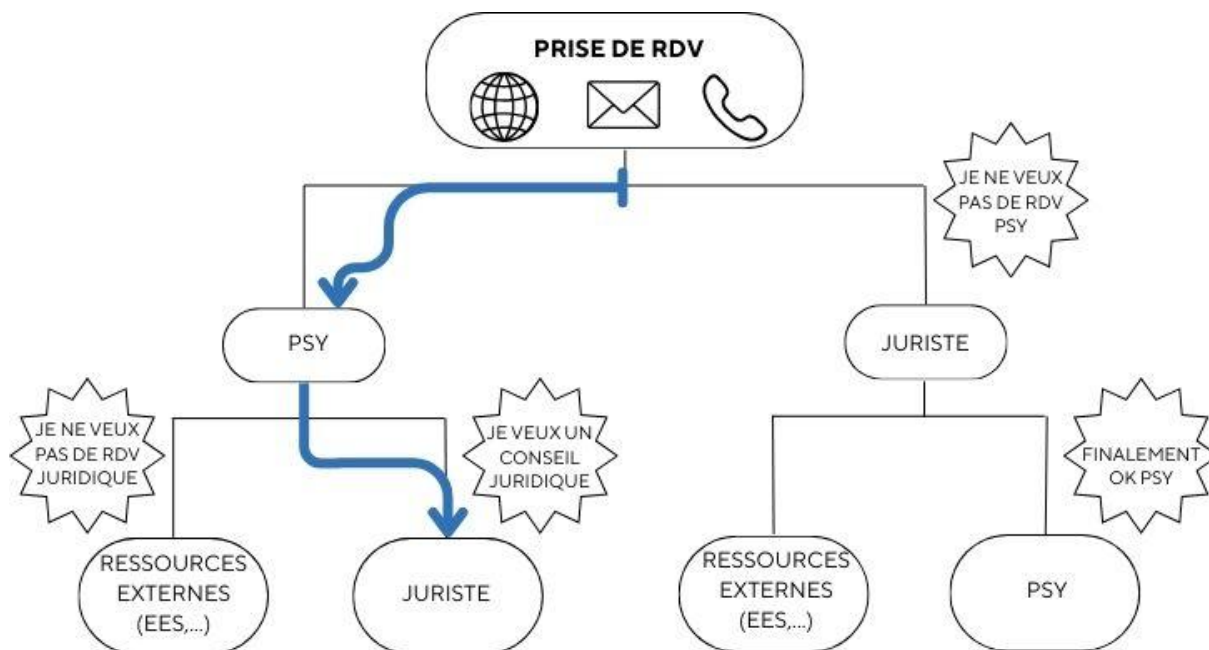 PRISE DE RDV
JE NE VEUX
PAS DE RDV
PSY
PSY
JURISTE
JE NE VEUX
PAS DE RDV
JURIDIQUE
JE VEUX UN
CONSEIL
JURIDIQUE
FINALEMENT
OK PSY
RESSOURCES
EXTERNES
(EES,...)
JURISTE
RESSOURCES
EXTERNES
(EES,...)
PSY